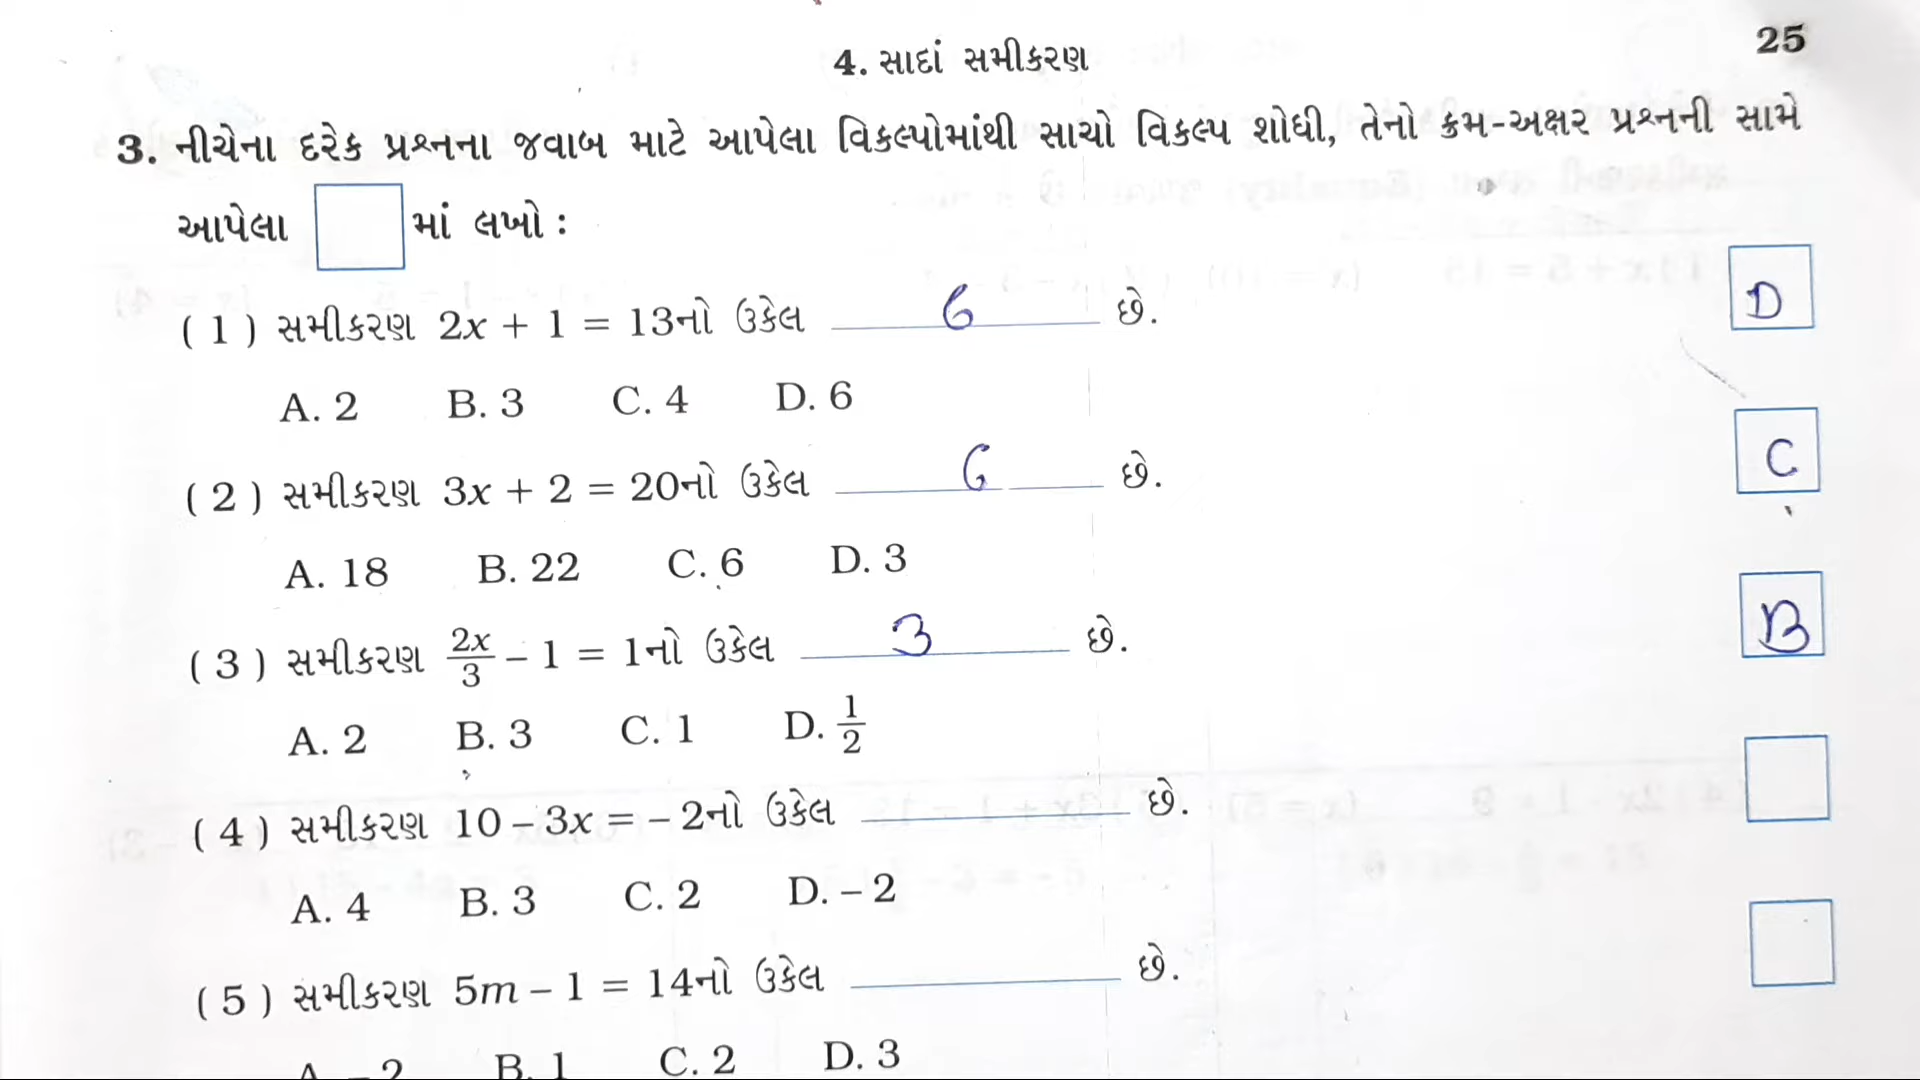 4. સાદાં સમીકરણ
25
3. નીચેના દરેક પ્રશ્નના જવાબ માટે આપેલા વિકલ્પોમાંથી સાચો વિકલ્પ શોધી, તેનો ક્રમ-અક્ષર પ્રશ્નની સામે
આપેલા માં લખો :
( 1 ) સમીકરણ 2x + 1 = 13નો ઉકેલ 6 છે. D
A. 2 B. 3 C. 4 D. 6
( 2 ) સમીકરણ 3x + 2 = 20નો ઉકેલ 6 છે. C
A. 18 B. 22 C. 6 D. 3
( 3 ) સમીકરણ 2x/3 – 1 = 1નો ઉકેલ 3 છે. B
A. 2 B. 3 C. 1 D. 1/2
( 4 ) સમીકરણ 10 – 3x = – 2નો ઉકેલ ________ છે.
A. 4 B. 3 C. 2 D. – 2
( 5 ) સમીકરણ 5m – 1 = 14નો ઉકેલ ________ છે.
A. – 2 B. 1 C. 2 D. 3